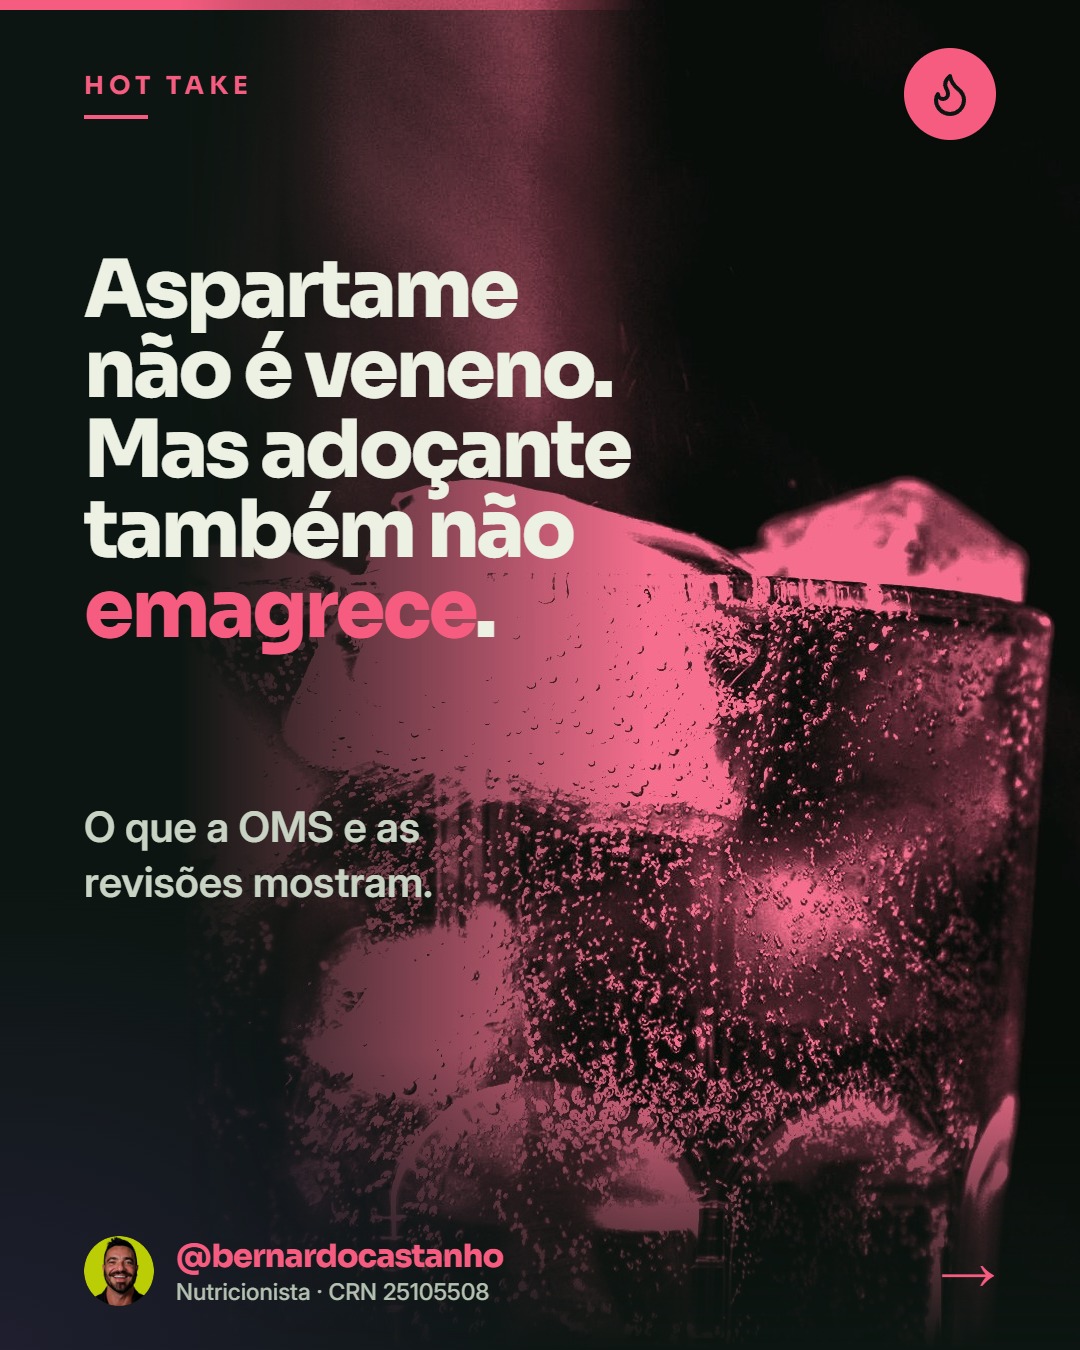 HOT TAKE
Aspartame
não é veneno.
Mas adoçante
também não
emagrece.
O que a OMS e as
revisões mostram.
@bernardocastanho
Nutricionista · CRN 25105508